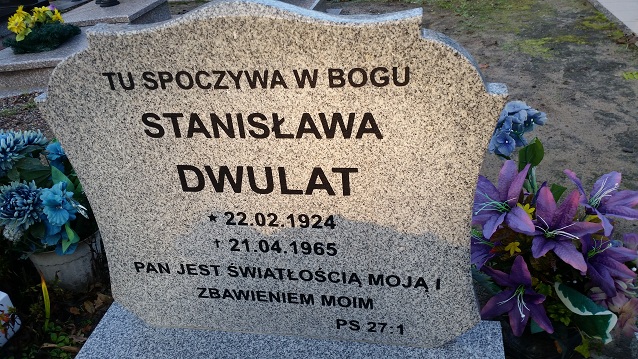 TU SPOCZYWA W BOGU
STANISŁAWA
DWULAT
★ 22.02.1924
† 21.04.1965
PAN JEST ŚWIATŁOŚCIĄ MOJĄ I
ZBAWIENIEM MOIM
PS 27:1